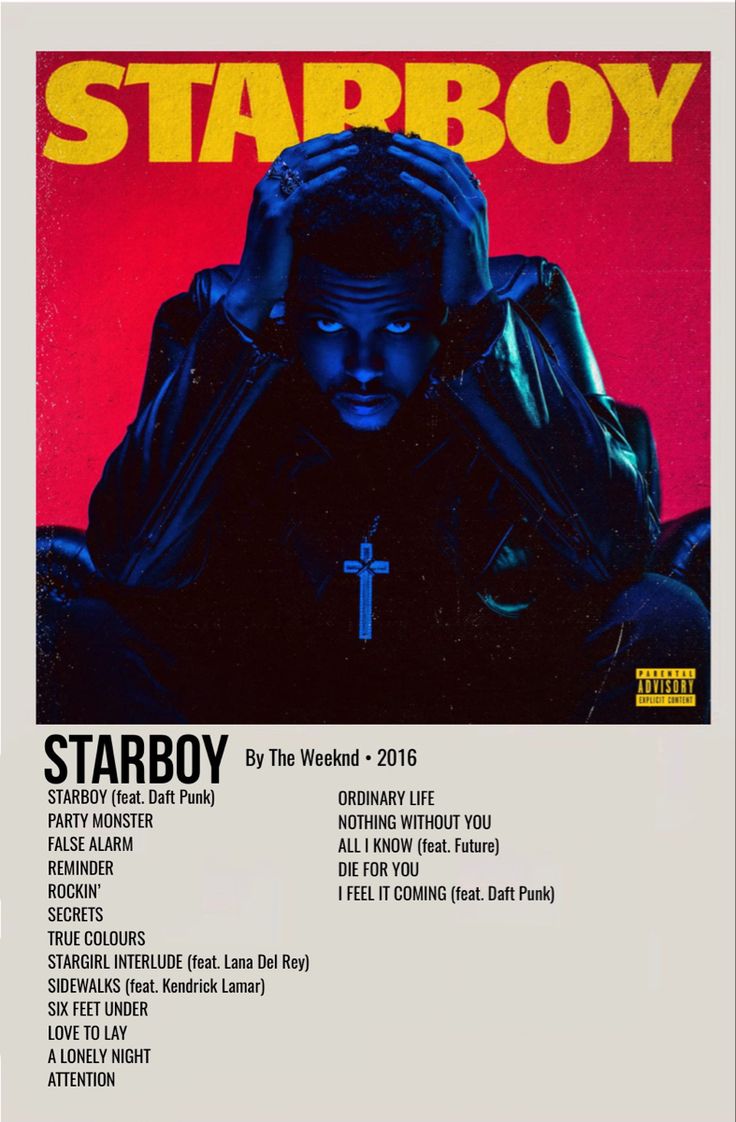 STARBOY
PARENTAL
ADVISORY
EXPLICIT CONTENT
STARBOY By The Weeknd • 2016
STARBOY (feat. Daft Punk)
PARTY MONSTER
FALSE ALARM
REMINDER
ROCKIN’
SECRETS
TRUE COLOURS
STARGIRL INTERLUDE (feat. Lana Del Rey)
SIDEWALKS (feat. Kendrick Lamar)
SIX FEET UNDER
LOVE TO LAY
A LONELY NIGHT
ATTENTION
ORDINARY LIFE
NOTHING WITHOUT YOU
ALL I KNOW (feat. Future)
DIE FOR YOU
I FEEL IT COMING (feat. Daft Punk)